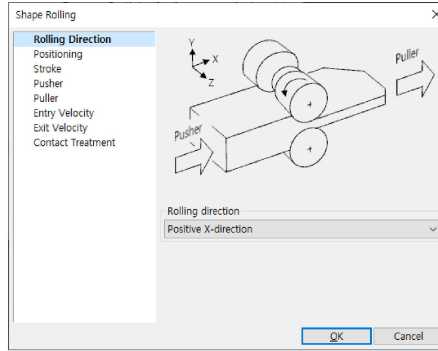 Shape Rolling
Rolling Direction
Positioning
Stroke
Pusher
Puller
Entry Velocity
Exit Velocity
Contact Treatment
Y
X
Z
Puller
Pusher
Rolling direction
Positive X-direction
OK
Cancel